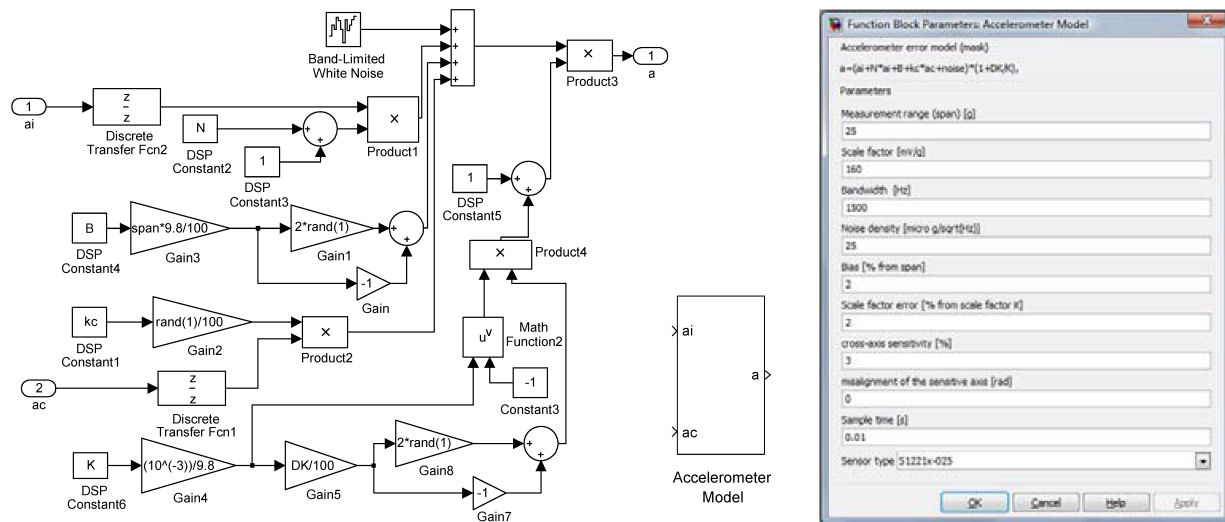 Band-Limited
White Noise
1
ai
z
z
Discrete
Transfer Fcn2
N
DSP
Constant2
1
DSP
Constant3
+
+
×
Product1
+
+
+
+
×
Product3
1
a
1
DSP
Constant5
+
+
B
DSP
Constant4
span*9.8/100
Gain3
2*rand(1)
Gain1
-1
Gain
+
+
×
Product4
kc
DSP
Constant1
rand(1)/100
Gain2
×
Product2
u^v
Math
Function2
-1
Constant3
2
ac
z
z
Discrete
Transfer Fcn1
K
DSP
Constant6
(10^(-3))/9.8
Gain4
DK/100
Gain5
2*rand(1)
Gain8
-1
Gain7
+
+
ai
a
ac
Accelerometer
Model
Function Block Parameters: Accelerometer Model
Accelerometer error model (mask)
a=(ai+N*ai+B+kc*ac+noise)*(1+DK/K),
Parameters
Measurement range (span) [g]
25
Scale factor [mV/g]
160
Bandwidth [Hz]
1500
Noise density [micro g/sqrt(Hz)]
25
Bias [% from span]
2
Scale factor error [% from scale factor K]
2
cross-axis sensitivity [%]
3
misalignment of the sensitive axis [rad]
0
Sample time [s]
0.01
Sensor type S1221x-025
OK Cancel Help Apply